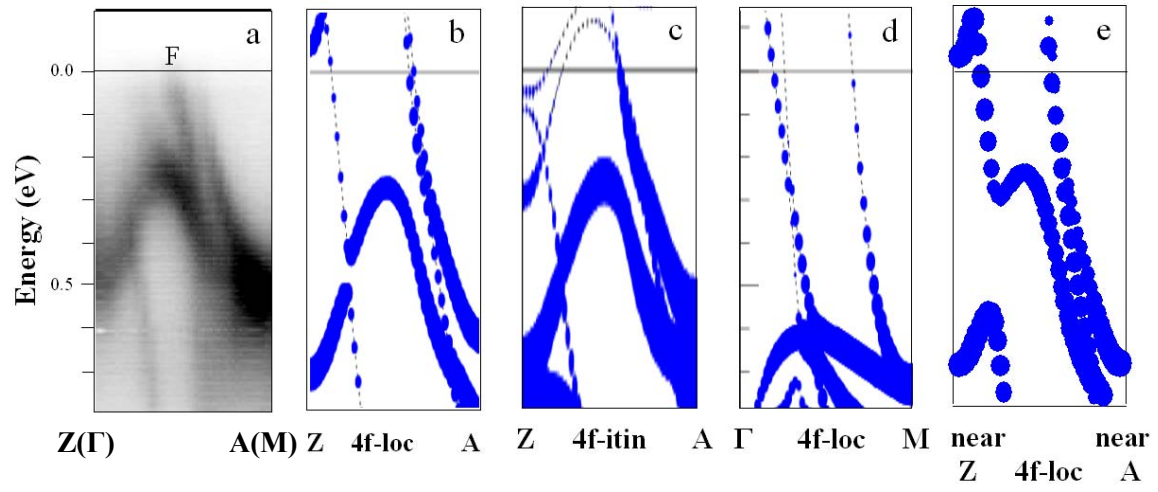 a
b
c
d
e
F
0.0
0.5
Energy (eV)
Z(Γ) A(M)
Z 4f-loc A
Z 4f-itin A
Γ 4f-loc M
near near
Z 4f-loc A